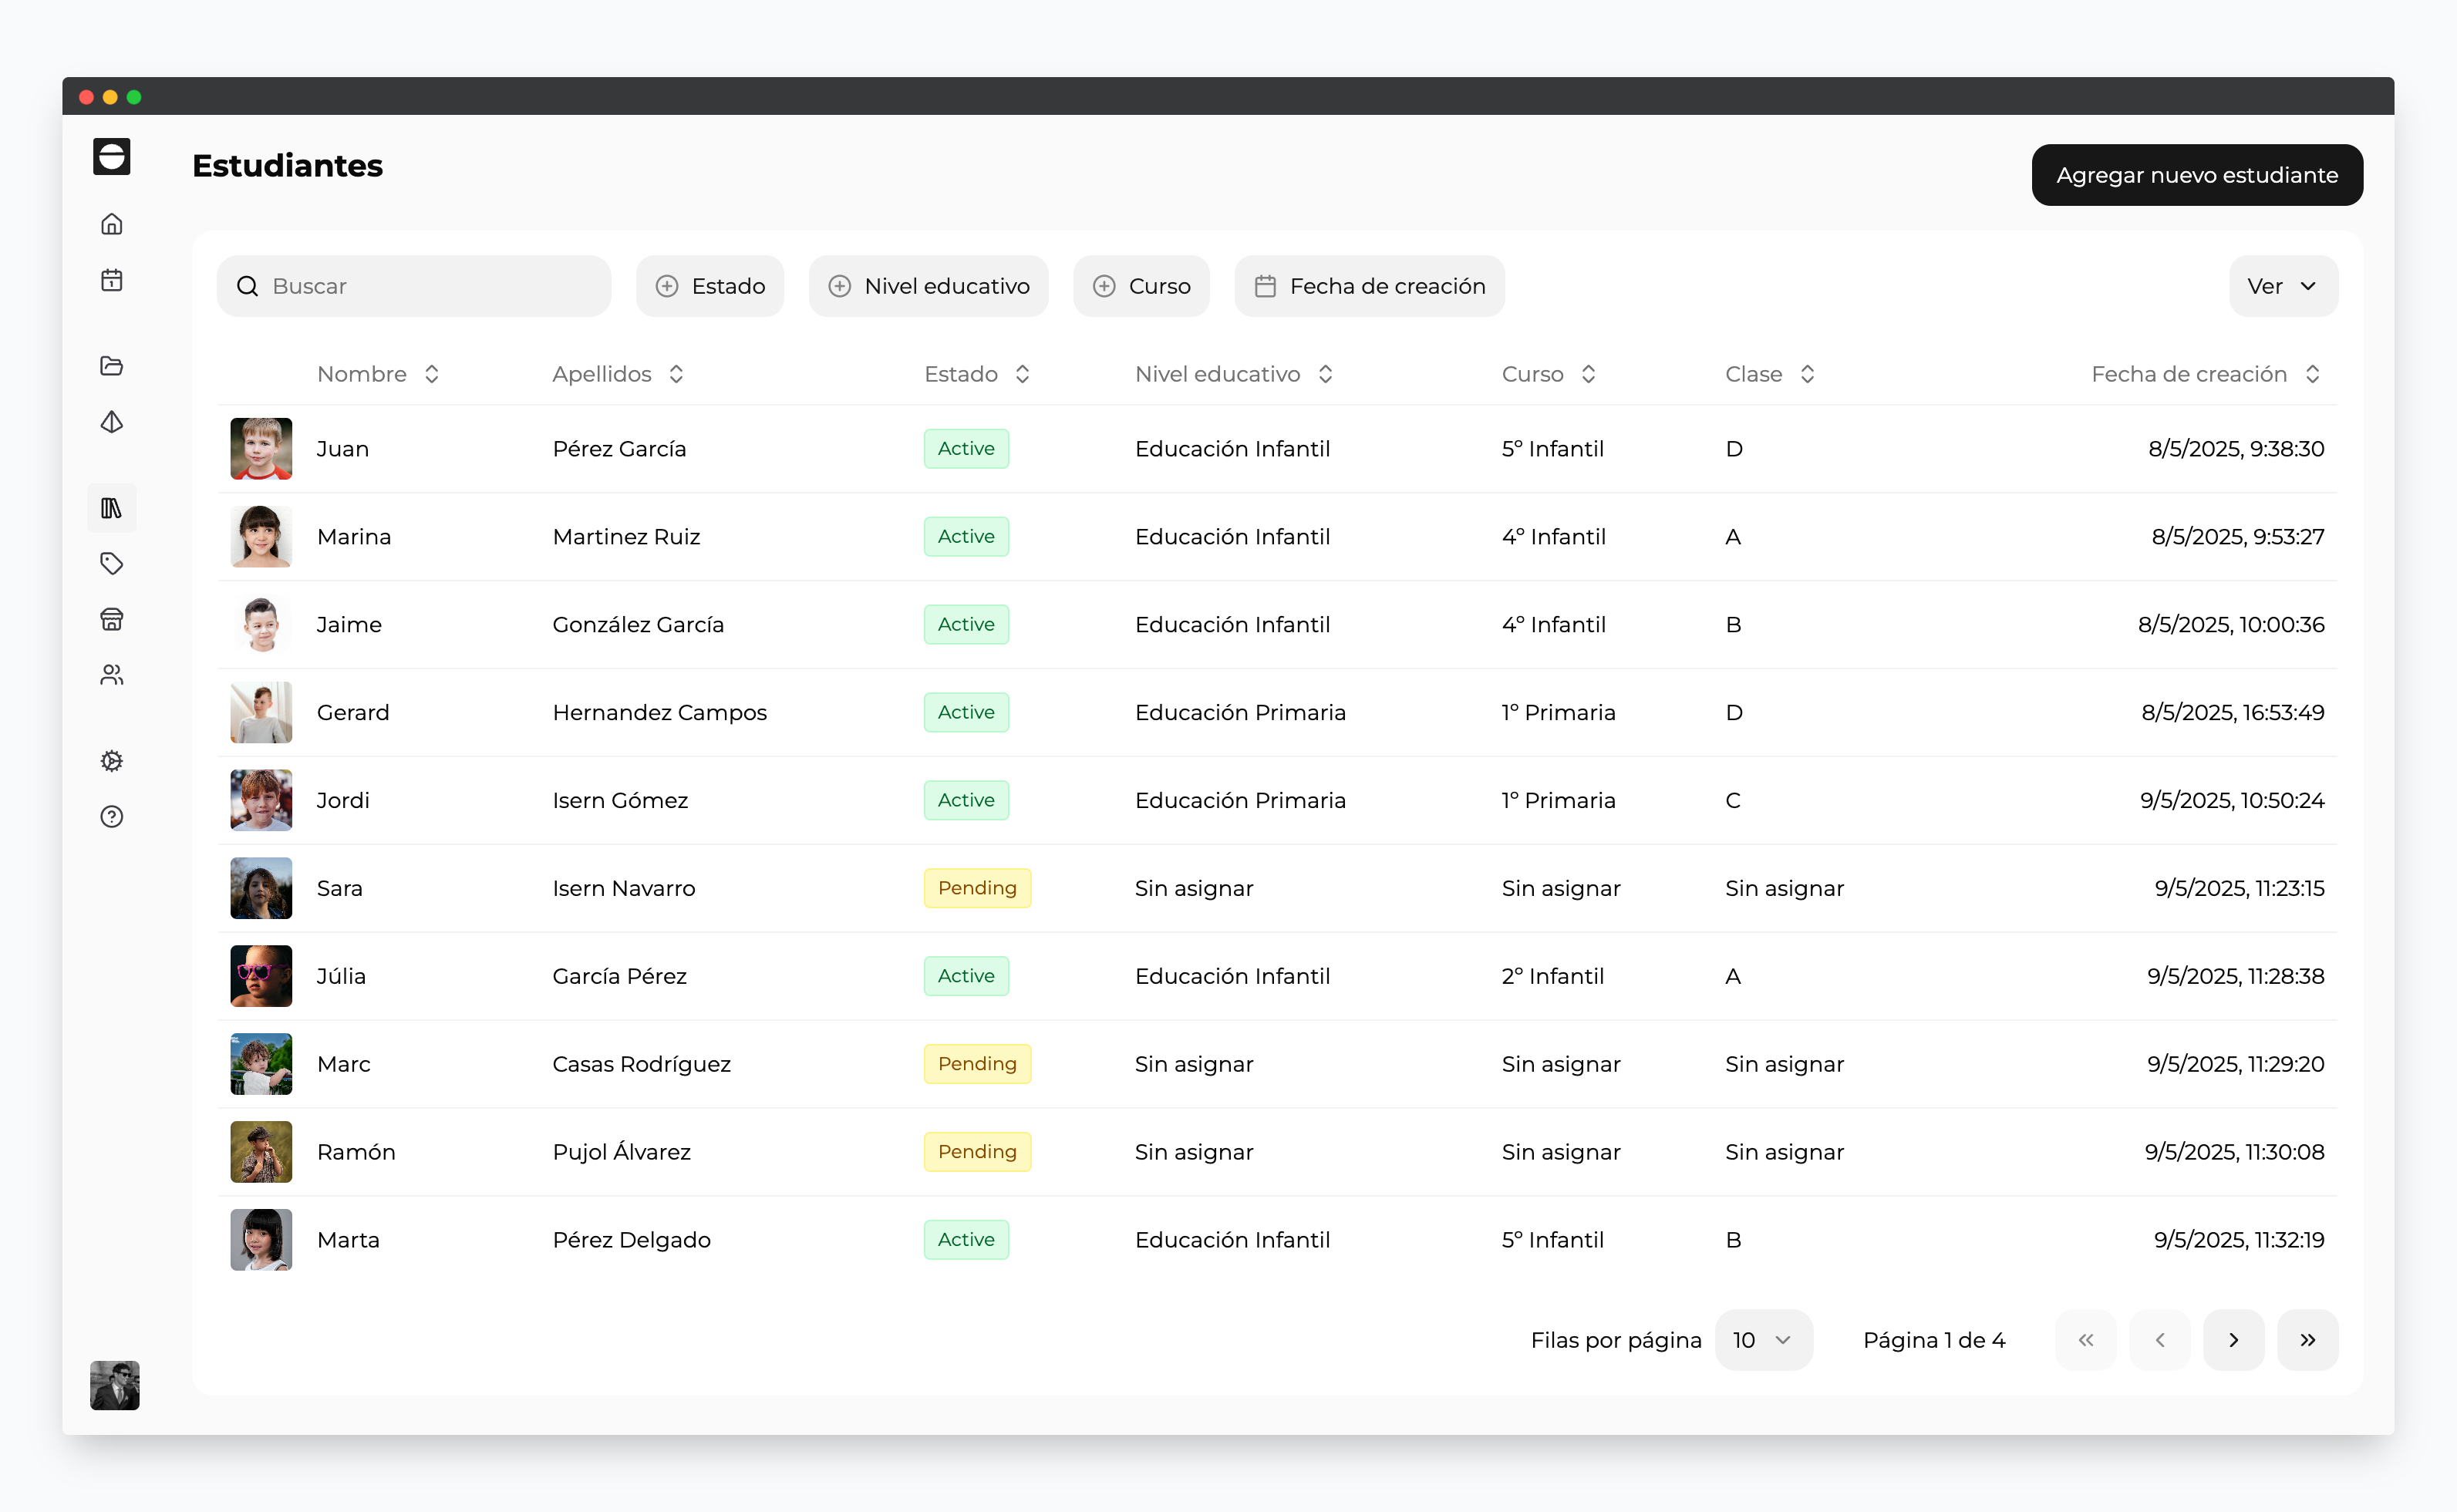 Estudiantes
Agregar nuevo estudiante
Buscar
Estado
Nivel educativo
Curso
Fecha de creación
Ver
Nombre Apellidos Estado Nivel educativo Curso Clase Fecha de creación
Juan Pérez García Active Educación Infantil 5º Infantil D 8/5/2025, 9:38:30
Marina Martinez Ruiz Active Educación Infantil 4º Infantil A 8/5/2025, 9:53:27
Jaime González García Active Educación Infantil 4º Infantil B 8/5/2025, 10:00:36
Gerard Hernandez Campos Active Educación Primaria 1º Primaria D 8/5/2025, 16:53:49
Jordi Isern Gómez Active Educación Primaria 1º Primaria C 9/5/2025, 10:50:24
Sara Isern Navarro Pending Sin asignar Sin asignar Sin asignar 9/5/2025, 11:23:15
Júlia García Pérez Active Educación Infantil 2º Infantil A 9/5/2025, 11:28:38
Marc Casas Rodríguez Pending Sin asignar Sin asignar Sin asignar 9/5/2025, 11:29:20
Ramón Pujol Álvarez Pending Sin asignar Sin asignar Sin asignar 9/5/2025, 11:30:08
Marta Pérez Delgado Active Educación Infantil 5º Infantil B 9/5/2025, 11:32:19
Filas por página 10 Página 1 de 4